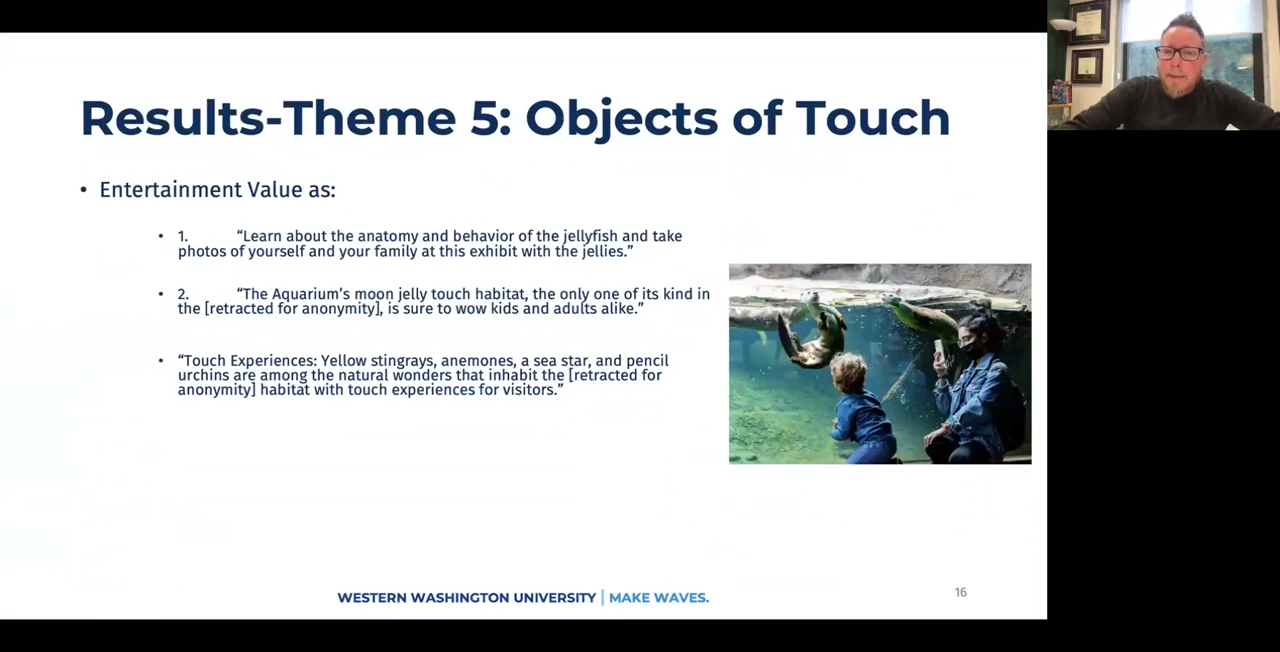 Results-Theme 5: Objects of Touch
• Entertainment Value as:
• 1. “Learn about the anatomy and behavior of the jellyfish and take
photos of yourself and your family at this exhibit with the jellies.”
• 2. “The Aquarium’s moon jelly touch habitat, the only one of its kind in
the [retracted for anonymity], is sure to wow kids and adults alike.”
• “Touch Experiences: Yellow stingrays, anemones, a sea star, and pencil
urchins are among the natural wonders that inhabit the [retracted for
anonymity] habitat with touch experiences for visitors.”
WESTERN WASHINGTON UNIVERSITY | MAKE WAVES.
16